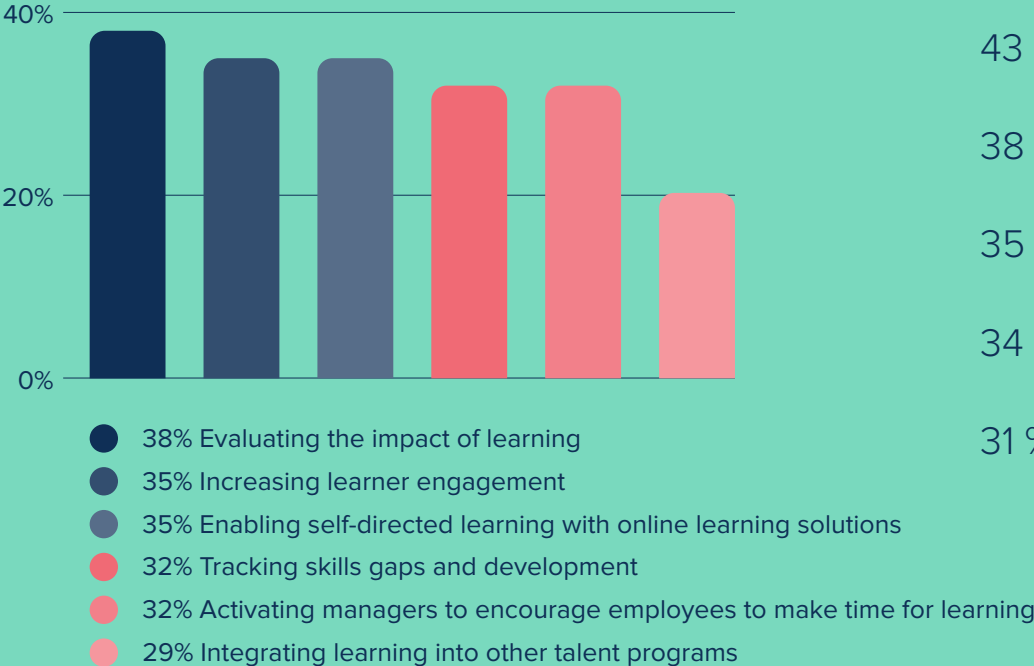 40%
20%
0%
38% Evaluating the impact of learning
35% Increasing learner engagement
35% Enabling self-directed learning with online learning solutions
32% Tracking skills gaps and development
32% Activating managers to encourage employees to make time for learning
29% Integrating learning into other talent programs
43
38
35
34
31